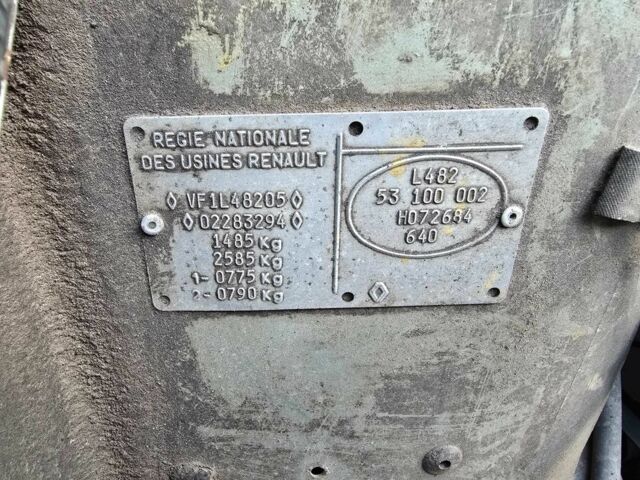 REGIE NATIONALE
DES USINES RENAULT
◊ VF1L48205 ◊
◊ 02283294 ◊
1485 Kg
2585 Kg
1- 0775 Kg
2- 0790 Kg
L482
53 100 002
H072684
640